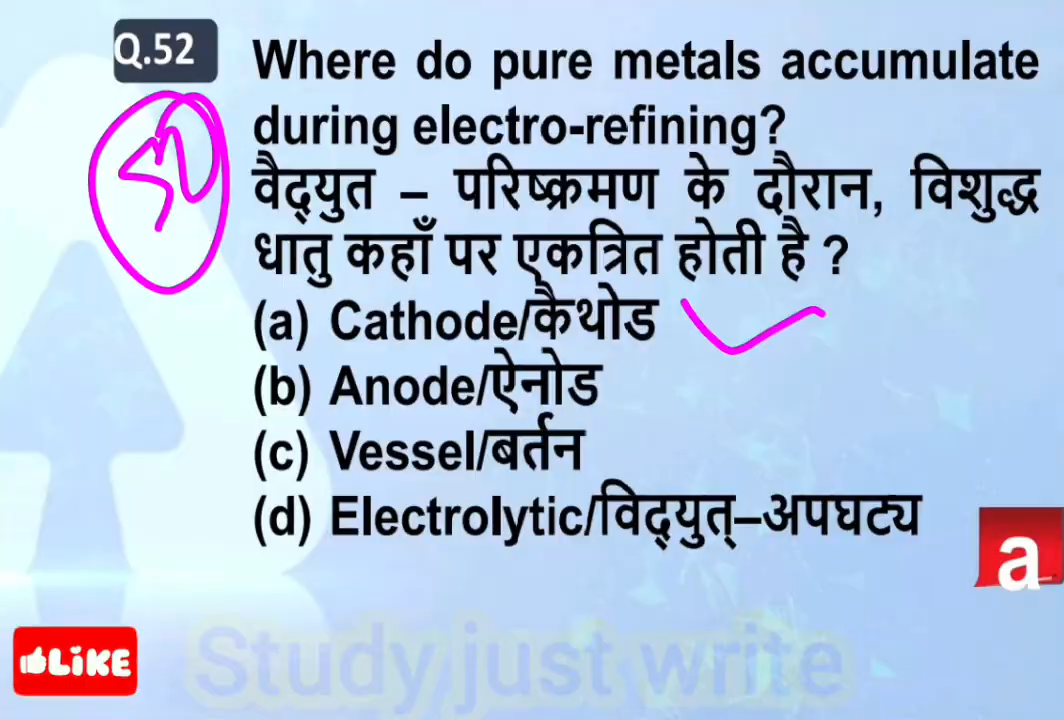 Q.52
Where do pure metals accumulate
during electro-refining?
वैद्युत – परिष्क्रमण के दौरान, विशुद्ध
धातु कहाँ पर एकत्रित होती है ?
(a) Cathode/कैथोड
(b) Anode/ऐनोड
(c) Vessel/बर्तन
(d) Electrolytic/विद्युत्–अपघट्य
a
LiKE
Study just write